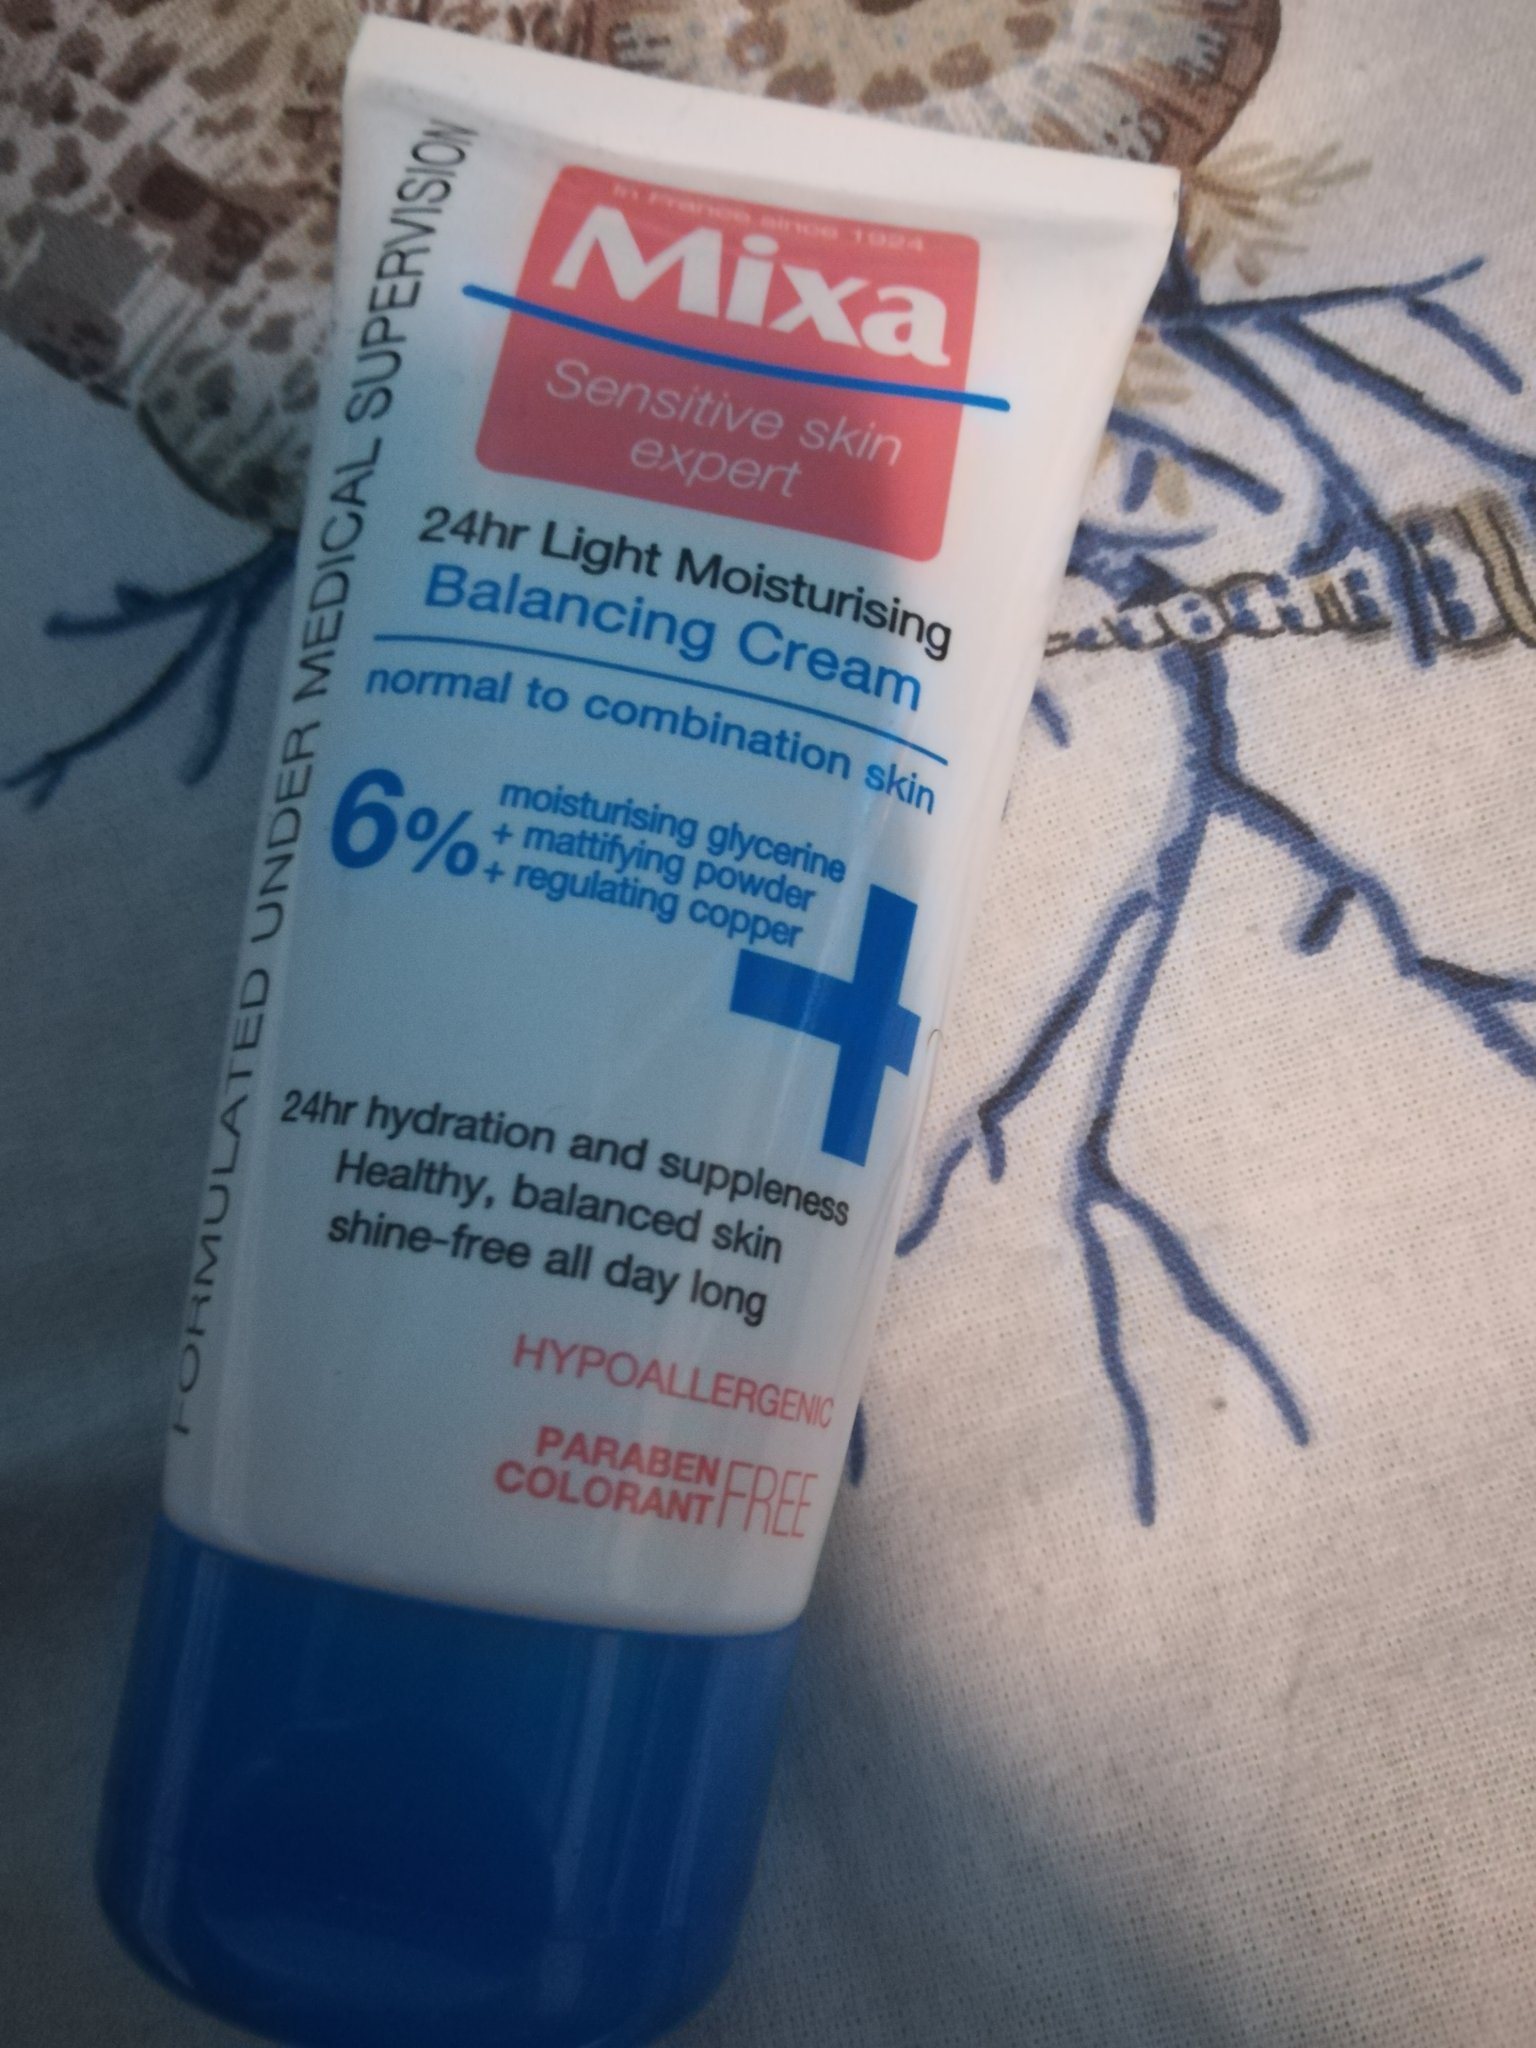 In France since 1924
Mixa
Sensitive skin
expert
24hr Light Moisturising
Balancing Cream
normal to combination skin
6% moisturising glycerine
+ mattifying powder
+ regulating copper
24hr hydration and suppleness
Healthy, balanced skin
shine-free all day long
HYPOALLERGENIC
PARABEN
COLORANT FREE
FORMULATED UNDER MEDICAL SUPERVISION